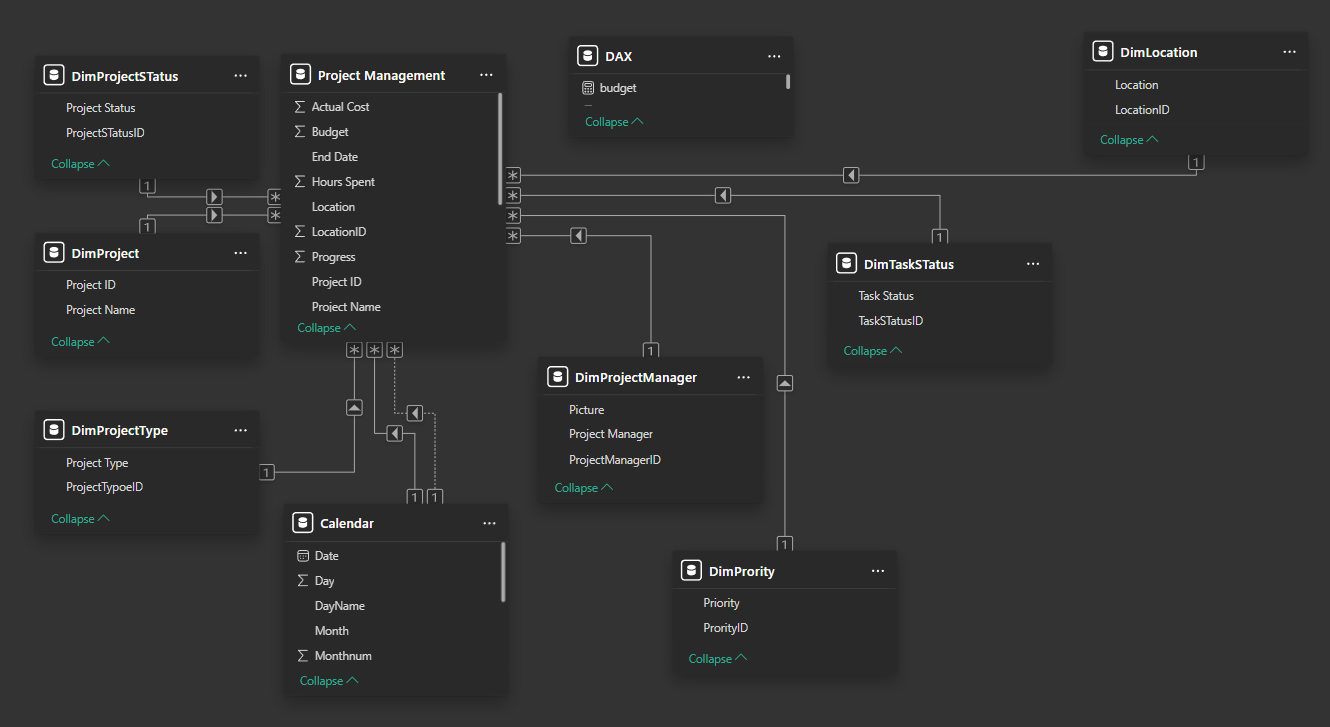 DimProjectSTatus
Project Status
ProjectSTatusID
Collapse
1
Project Management
Actual Cost
Budget
End Date
Hours Spent
Location
LocationID
Progress
Project ID
Project Name
Collapse
*
*
*
*
*
*
*
*
*
DAX
budget
Collapse
DimLocation
Location
LocationID
Collapse
1
1
DimProject
Project ID
Project Name
Collapse
1
DimTaskSTatus
Task Status
TaskSTatusID
Collapse
1
DimProjectManager
Picture
Project Manager
ProjectManagerID
Collapse
DimProjectType
Project Type
ProjectTypoeID
Collapse
1
1
1
Calendar
Date
Day
DayName
Month
Monthnum
Collapse
1
DimPrority
Priority
ProrityID
Collapse